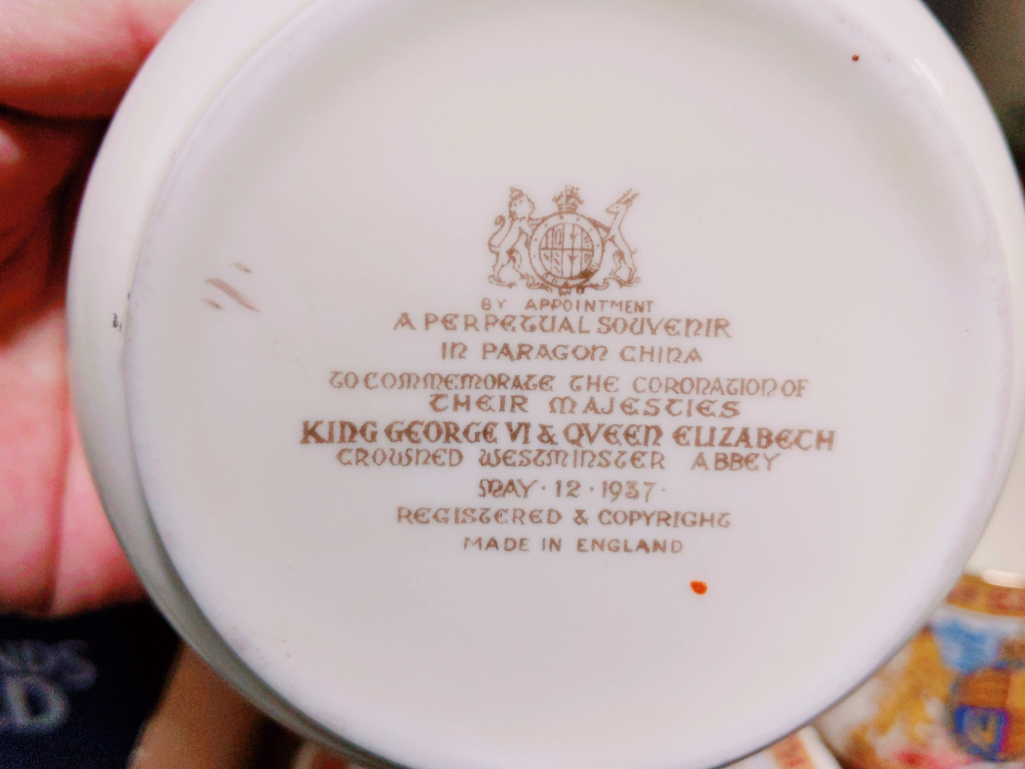 BY APPOINTMENT
A PERPETUAL SOUVENIR
IN PARAGON CHINA
TO COMMEMORATE THE CORONATION OF
THEIR MAJESTIES
KING GEORGE VI & QVEEN ELIZABETH
CROWNED WESTMINSTER ABBEY
MAY · 12 · 1937 ·
REGISTERED & COPYRIGHT
MADE IN ENGLAND